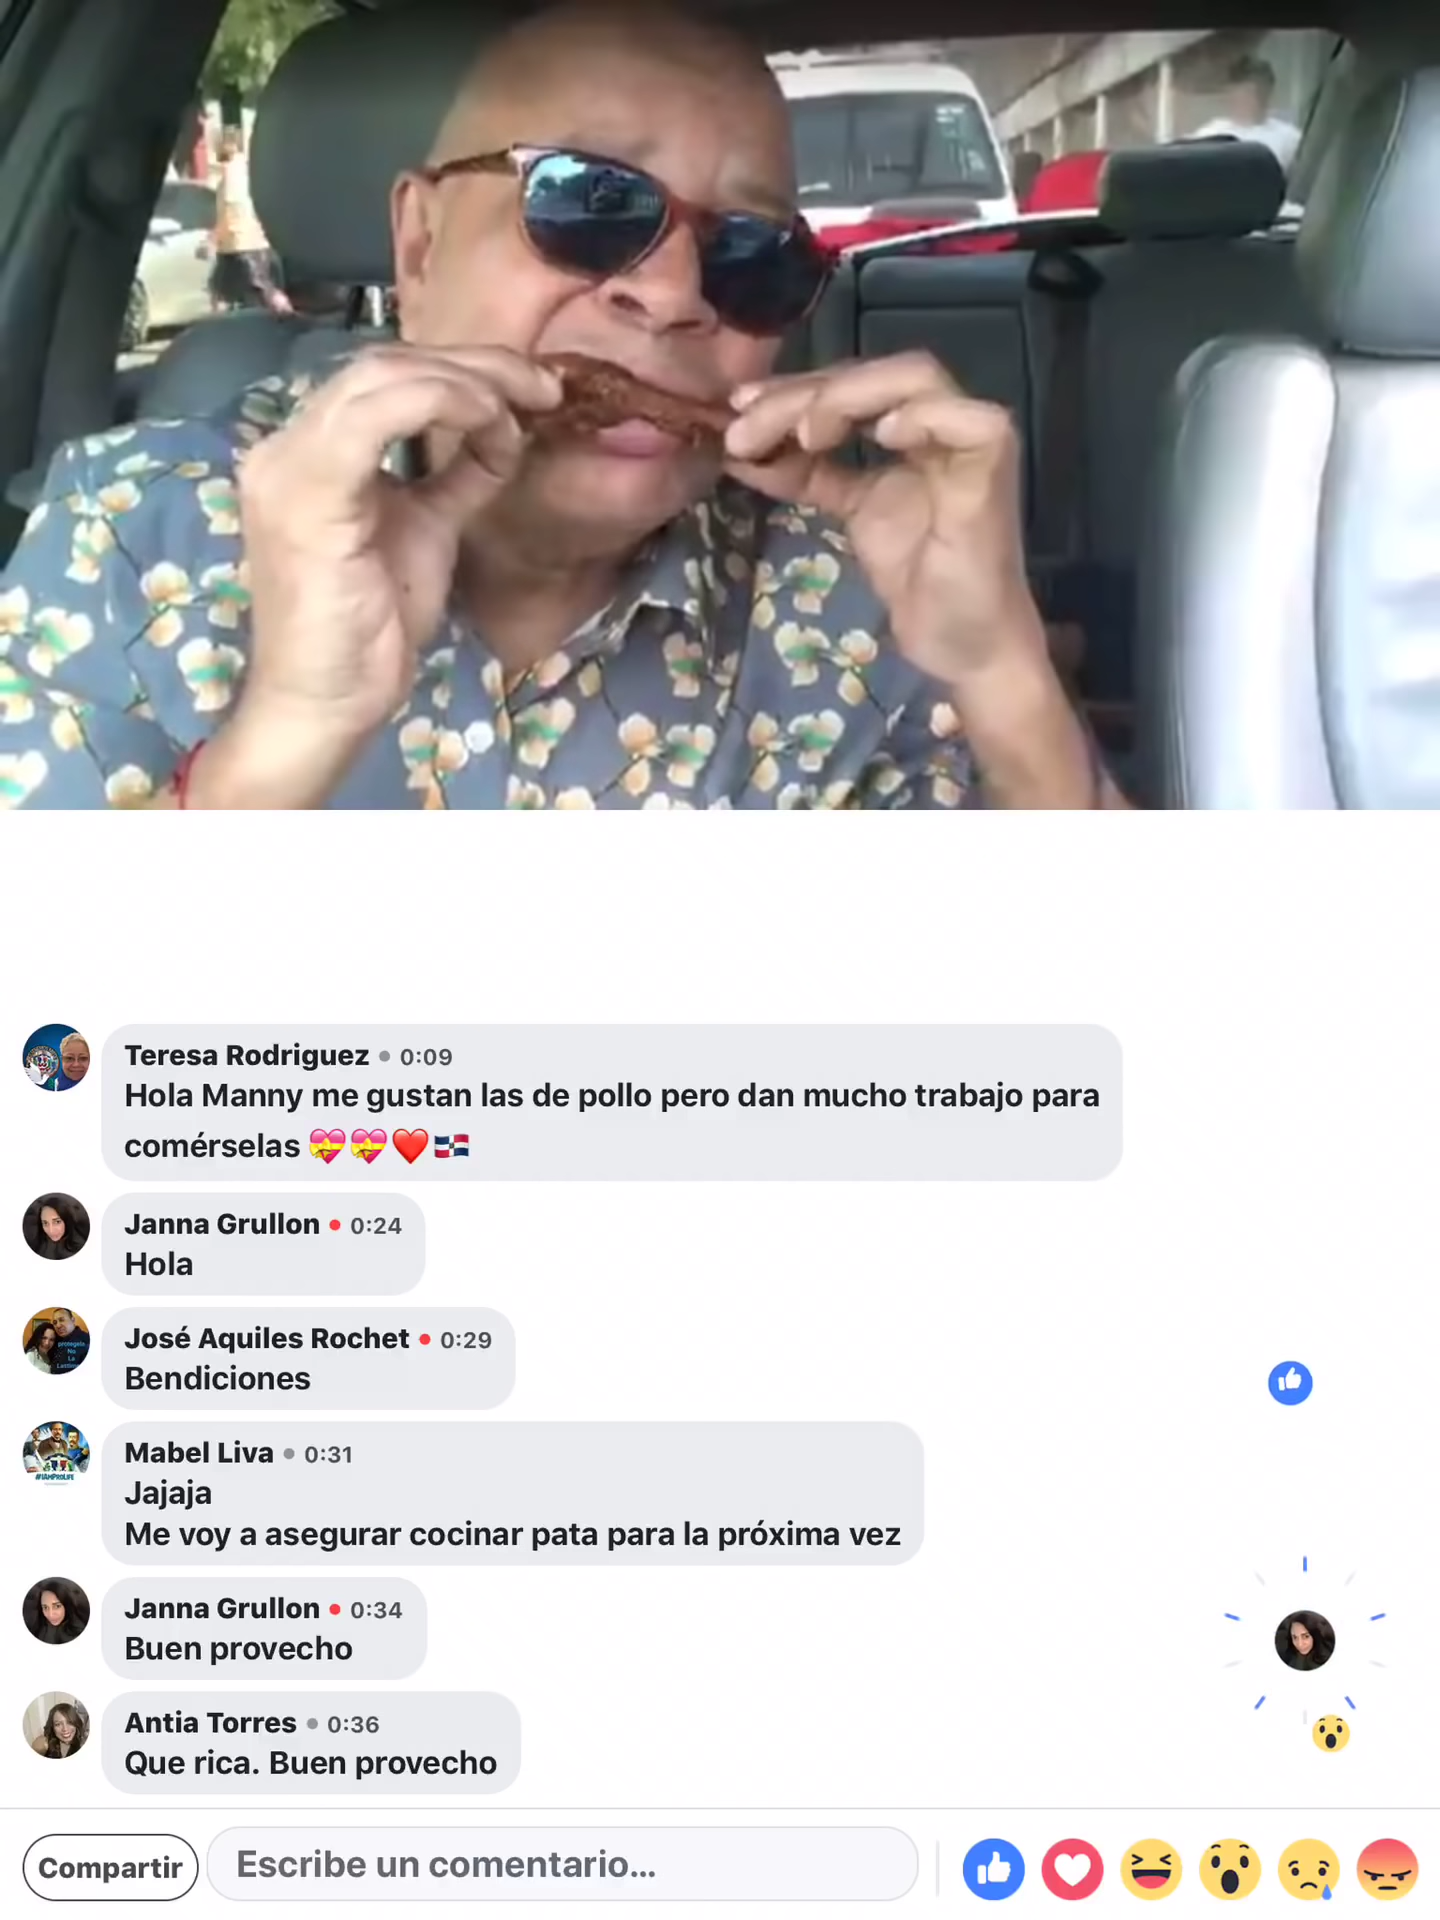 Teresa Rodriguez • 0:09
Hola Manny me gustan las de pollo pero dan mucho trabajo para
comérselas 💝💝❤️🇩🇴
Janna Grullon • 0:24
Hola
José Aquiles Rochet • 0:29
Bendiciones
Mabel Liva • 0:31
Jajaja
Me voy a asegurar cocinar pata para la próxima vez
#IAMPROLIFE
Janna Grullon • 0:34
Buen provecho
Antia Torres • 0:36
Que rica. Buen provecho
Compartir
Escribe un comentario...